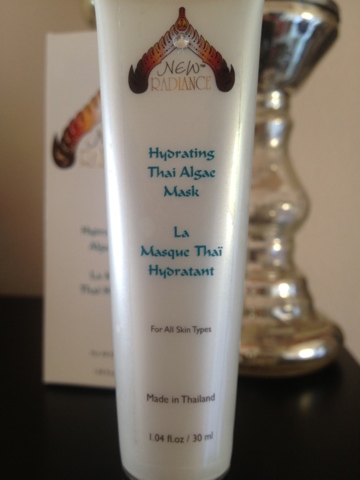 NEW
RADIANCE
Hydrating
Thai Algae
Mask
La
Masque Thaï
Hydratant
For All Skin Types
Made in Thailand
1.04 fl.oz / 30 ml